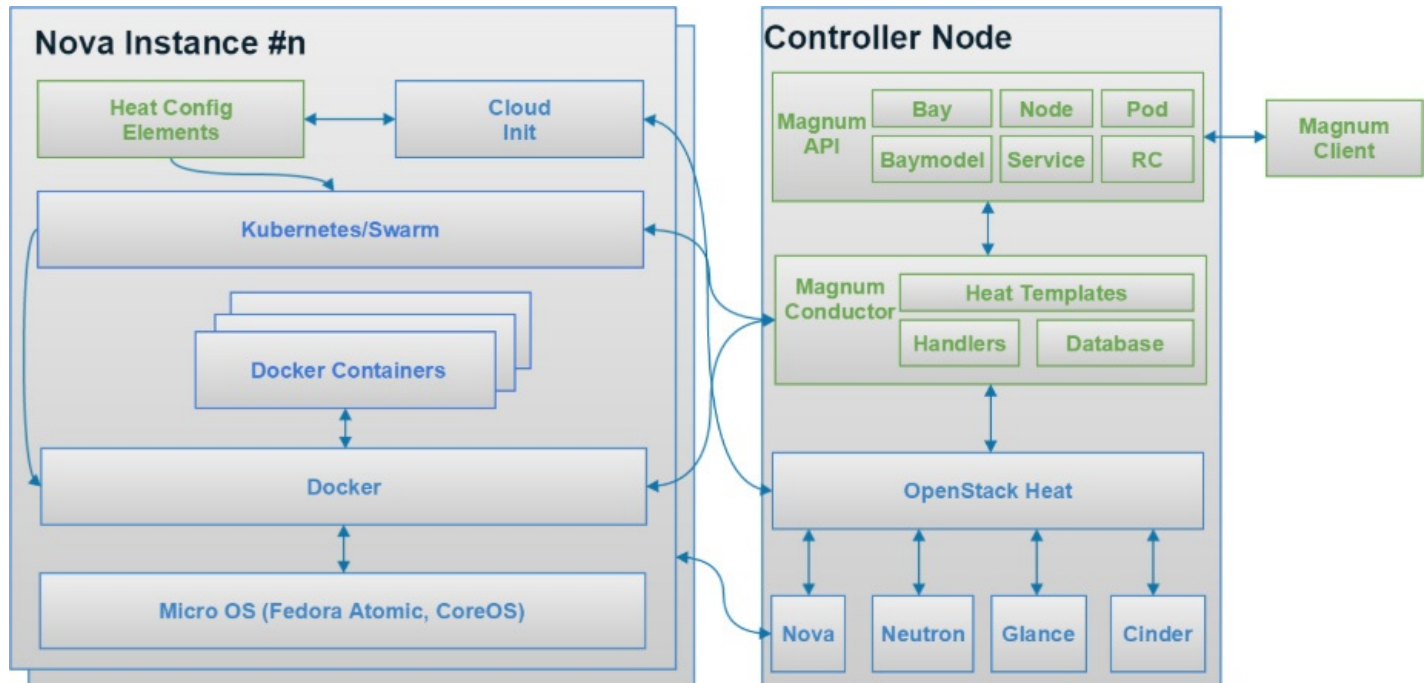 Nova Instance #n
Heat Config
Elements
Cloud
Init
Kubernetes/Swarm
Docker Containers
Docker
Micro OS (Fedora Atomic, CoreOS)
Controller Node
Magnum
API
Bay
Node
Pod
Baymodel
Service
RC
Magnum
Conductor
Heat Templates
Handlers
Database
OpenStack Heat
Nova
Neutron
Glance
Cinder
Magnum
Client